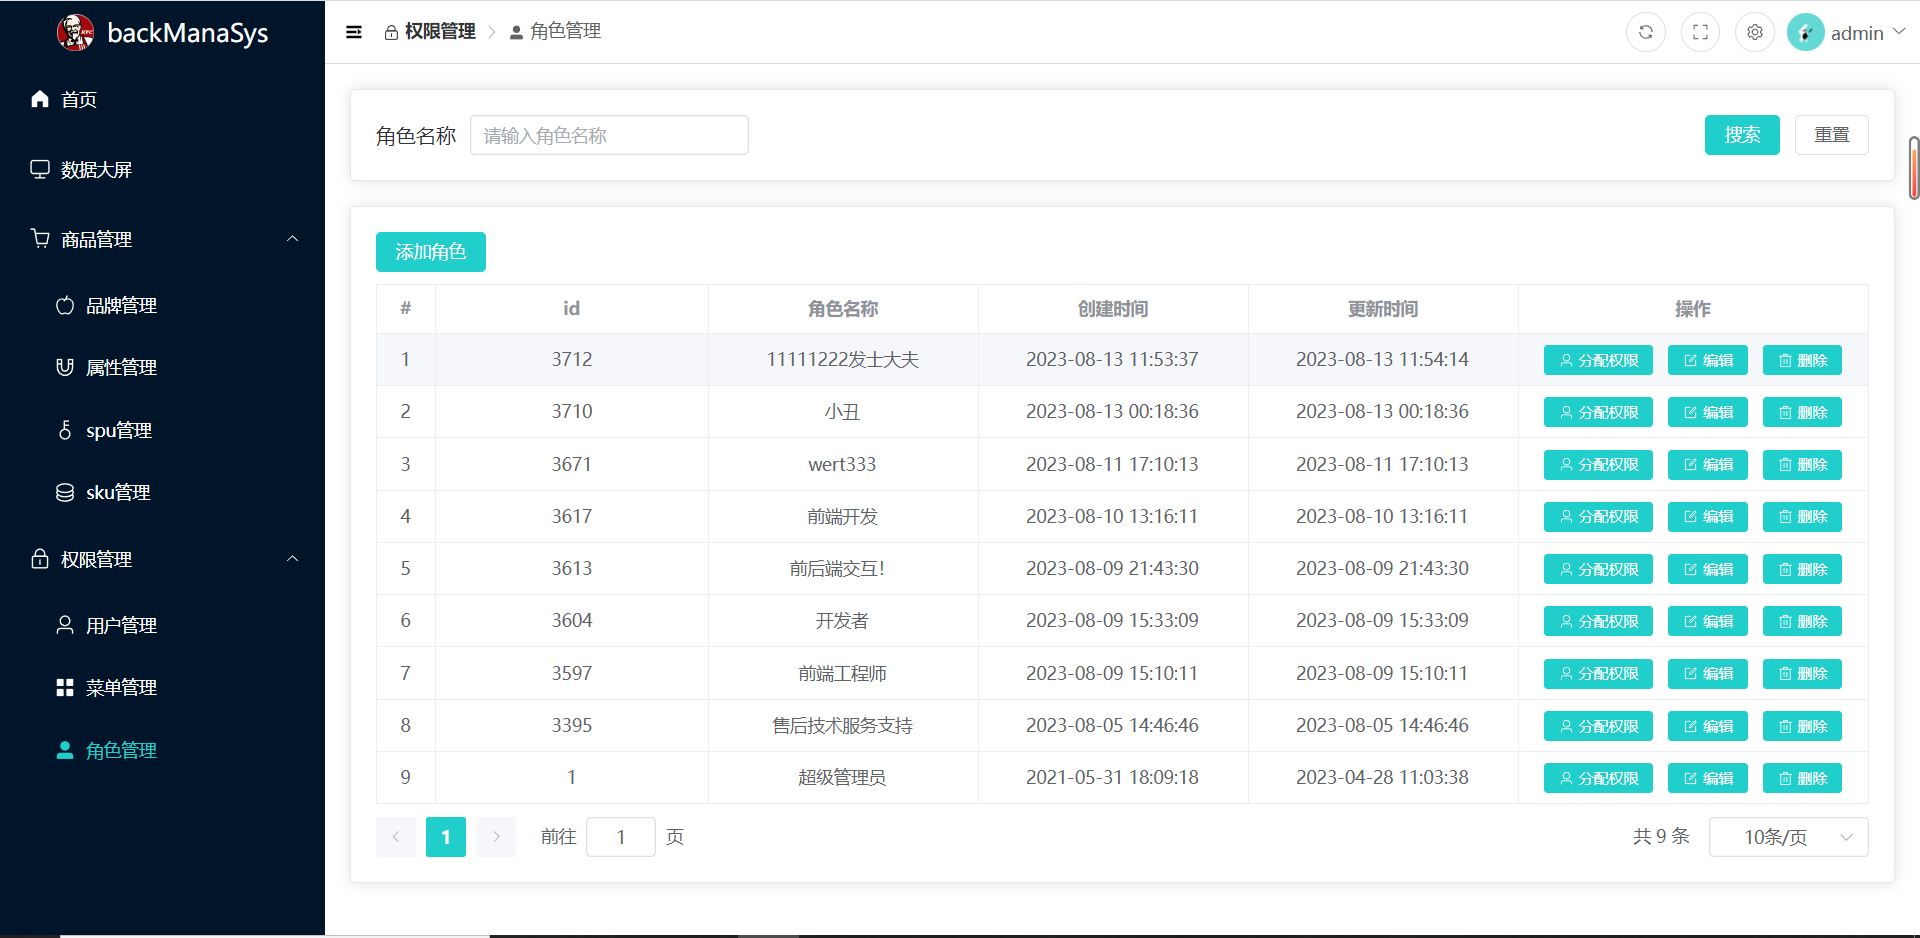 backManaSys
首页
数据大屏
商品管理
品牌管理
属性管理
spu管理
sku管理
权限管理
用户管理
菜单管理
角色管理
权限管理 角色管理 admin
角色名称 请输入角色名称 搜索 重置
添加角色
# id 角色名称 创建时间 更新时间 操作
1 3712 11111222发士大夫 2023-08-13 11:53:37 2023-08-13 11:54:14 分配权限 编辑 删除
2 3710 小丑 2023-08-13 00:18:36 2023-08-13 00:18:36 分配权限 编辑 删除
3 3671 wert333 2023-08-11 17:10:13 2023-08-11 17:10:13 分配权限 编辑 删除
4 3617 前端开发 2023-08-10 13:16:11 2023-08-10 13:16:11 分配权限 编辑 删除
5 3613 前后端交互! 2023-08-09 21:43:30 2023-08-09 21:43:30 分配权限 编辑 删除
6 3604 开发者 2023-08-09 15:33:09 2023-08-09 15:33:09 分配权限 编辑 删除
7 3597 前端工程师 2023-08-09 15:10:11 2023-08-09 15:10:11 分配权限 编辑 删除
8 3395 售后技术服务支持 2023-08-05 14:46:46 2023-08-05 14:46:46 分配权限 编辑 删除
9 1 超级管理员 2021-05-31 18:09:18 2023-04-28 11:03:38 分配权限 编辑 删除
1 前往 1 页 共 9 条 10条/页